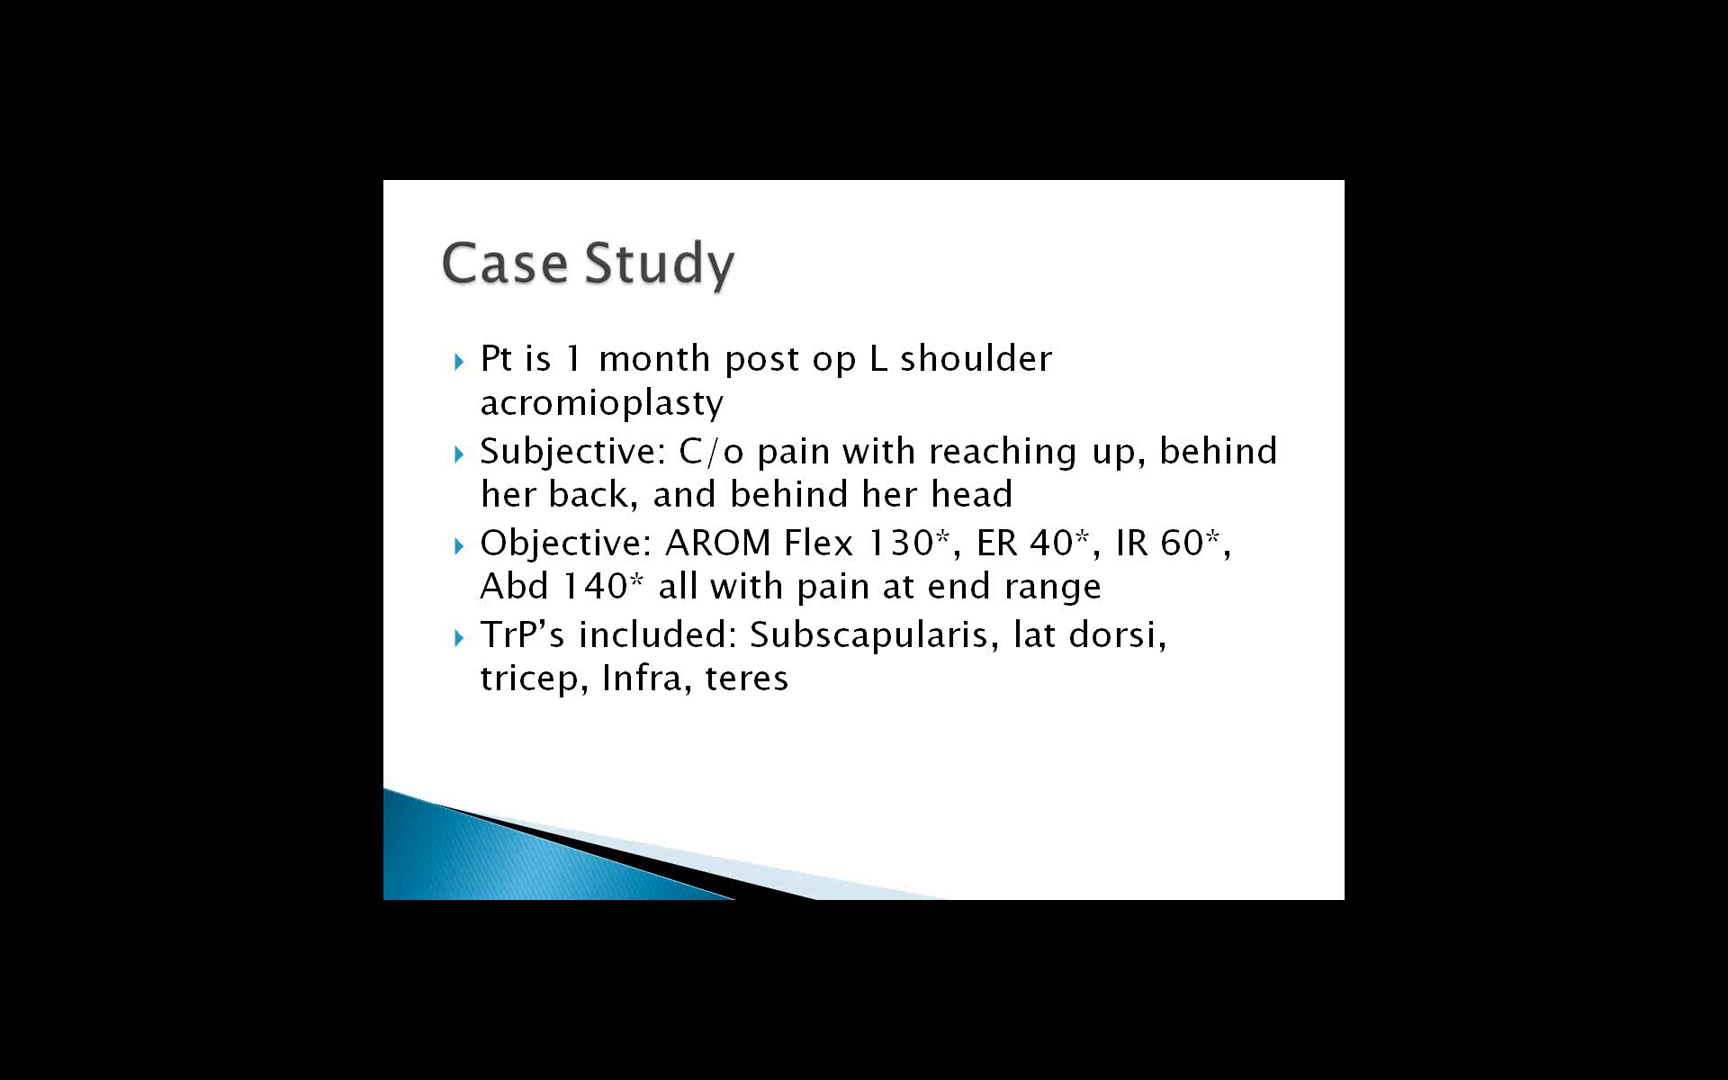 Case Study
Pt is 1 month post op L shoulder
acromioplasty
Subjective: C/o pain with reaching up, behind
her back, and behind her head
Objective: AROM Flex 130*, ER 40*, IR 60*,
Abd 140* all with pain at end range
TrP’s included: Subscapularis, lat dorsi,
tricep, Infra, teres